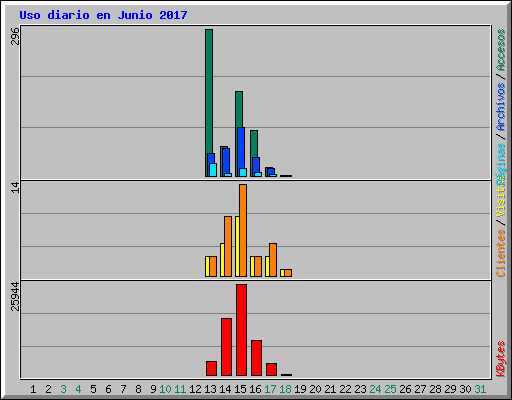 Uso diario en Junio 2017
296
14
25944
Páginas / Archivos / Accesos
Clientes / Visitas
KBytes
1 2 3 4 5 6 7 8 9 10 11 12 13 14 15 16 17 18 19 20 21 22 23 24 25 26 27 28 29 30 31